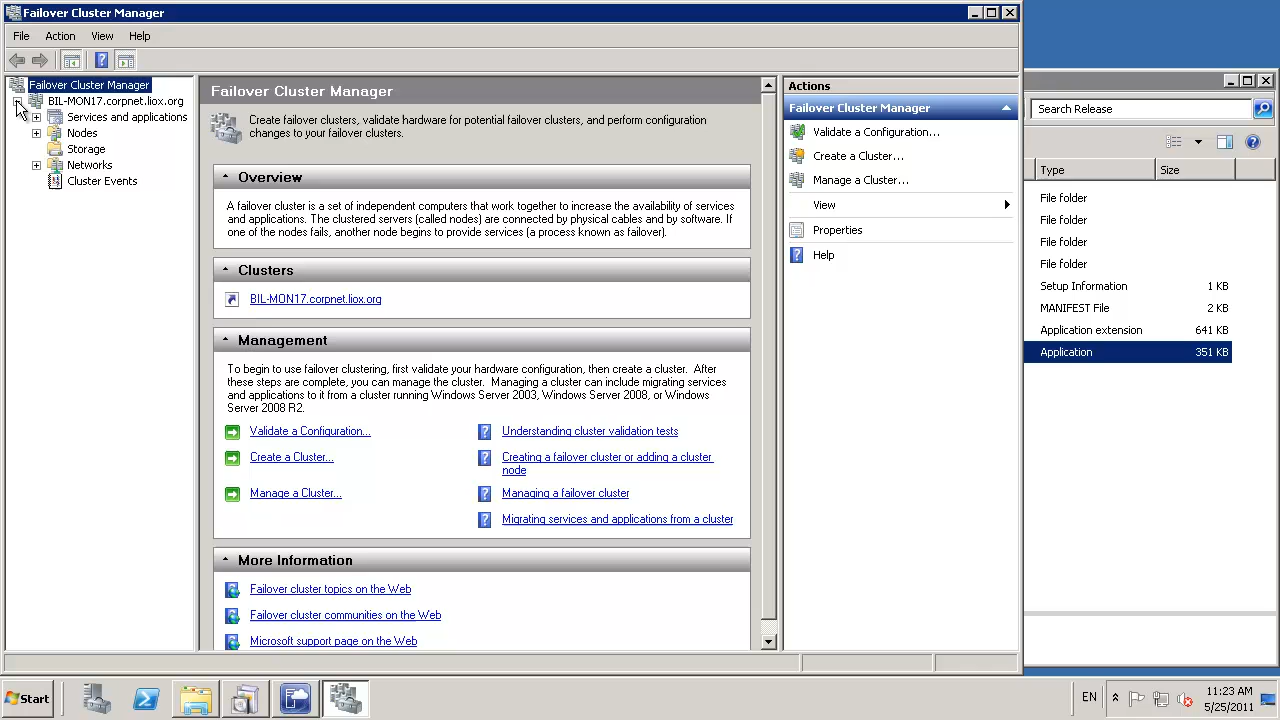 Failover Cluster Manager
File Action View Help
Failover Cluster Manager
BIL-MON17.corpnet.liox.org
Services and applications
Nodes
Storage
Networks
Cluster Events
Failover Cluster Manager
Create failover clusters, validate hardware for potential failover clusters, and perform configuration
changes to your failover clusters.
Overview
A failover cluster is a set of independent computers that work together to increase the availability of services
and applications. The clustered servers (called nodes) are connected by physical cables and by software. If
one of the nodes fails, another node begins to provide services (a process known as failover).
Clusters
BIL-MON17.corpnet.liox.org
Management
To begin to use failover clustering, first validate your hardware configuration, then create a cluster. After
these steps are complete, you can manage the cluster. Managing a cluster can include migrating services
and applications to it from a cluster running Windows Server 2003, Windows Server 2008, or Windows
Server 2008 R2.
Validate a Configuration...
Create a Cluster...
Manage a Cluster...
Understanding cluster validation tests
Creating a failover cluster or adding a cluster
node
Managing a failover cluster
Migrating services and applications from a cluster
More Information
Failover cluster topics on the Web
Failover cluster communities on the Web
Microsoft support page on the Web
Actions
Failover Cluster Manager
Validate a Configuration...
Create a Cluster...
Manage a Cluster...
View
Properties
Help
Search Release
Type Size
File folder
File folder
File folder
File folder
Setup Information 1 KB
MANIFEST File 2 KB
Application extension 641 KB
Application 351 KB
Start
EN
11:23 AM
5/25/2011